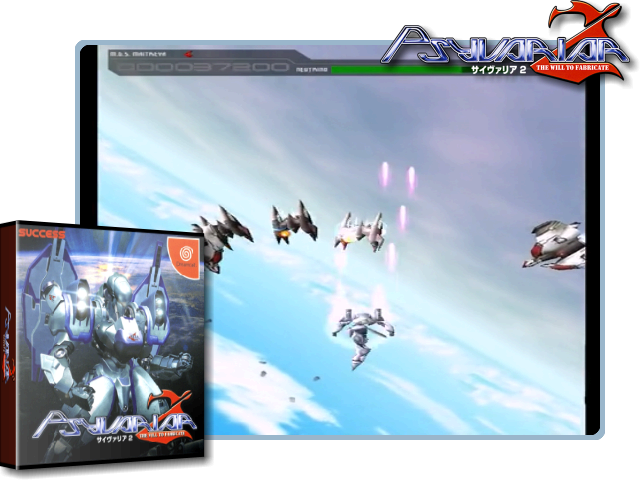 PSYVARIAR 2
THE WILL TO FABRICATE
サイヴァリア 2
000037200
SUCCESS
PSYVARIAR 2
THE WILL TO FABRICATE
サイヴァリア 2